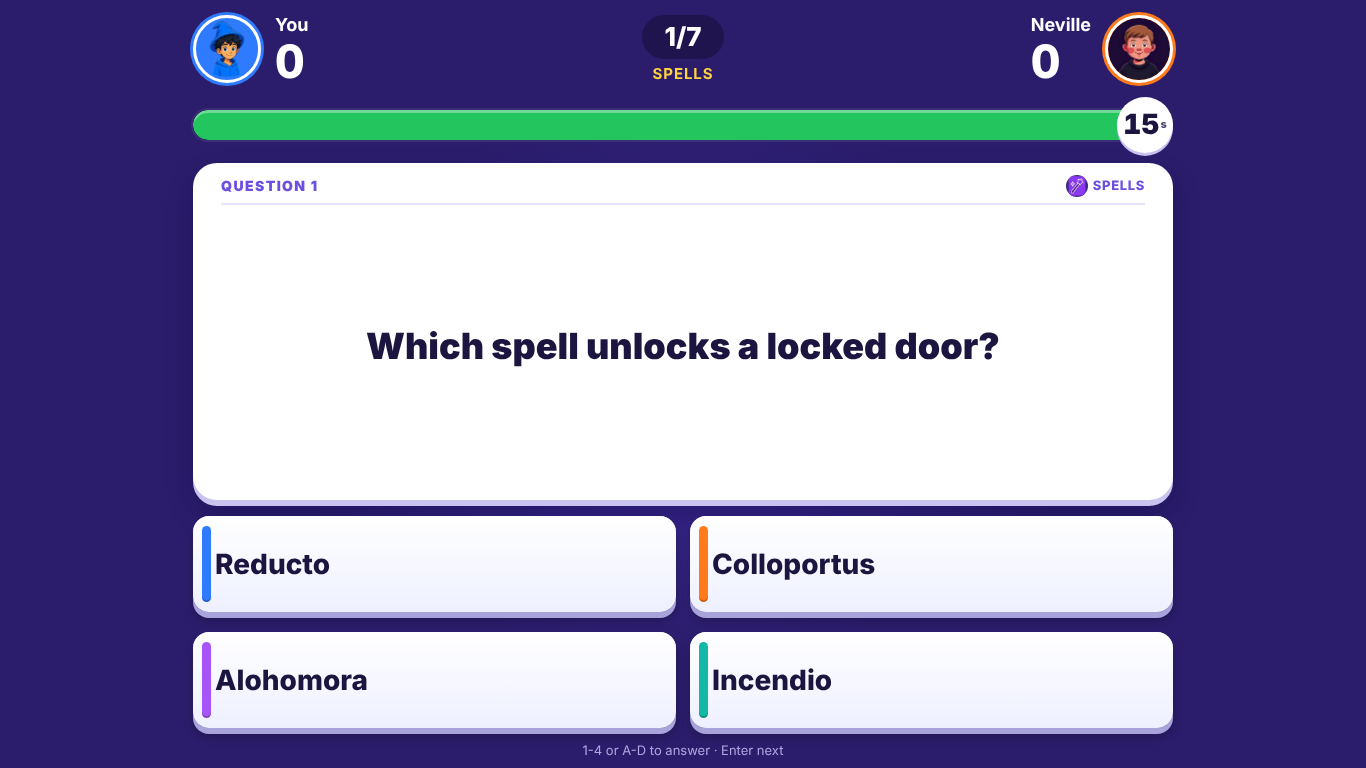 You
0
1/7
SPELLS
Neville
0
15s
QUESTION 1
SPELLS
Which spell unlocks a locked door?
Reducto
Colloportus
Alohomora
Incendio
1-4 or A-D to answer · Enter next